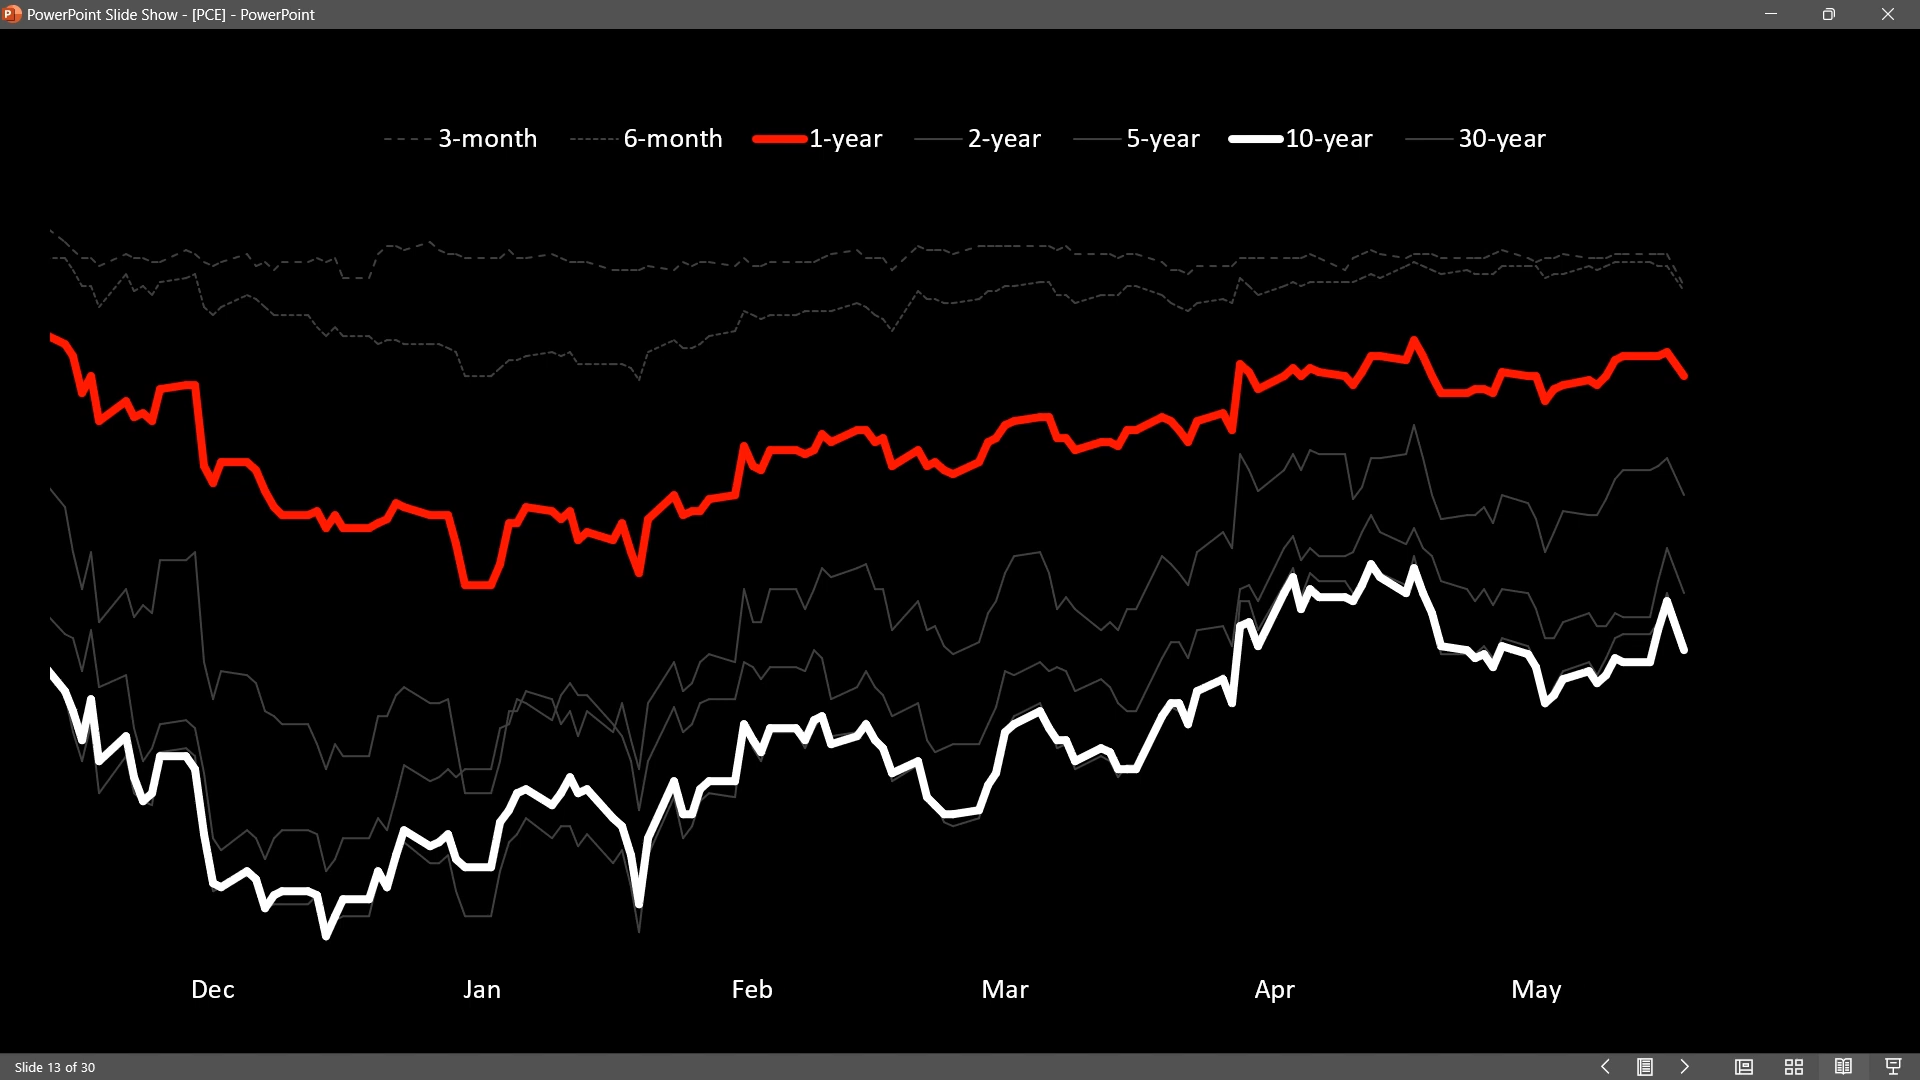 PowerPoint Slide Show - [PCE] - PowerPoint
3-month 6-month 1-year 2-year 5-year 10-year 30-year
Dec Jan Feb Mar Apr May
Slide 13 of 30